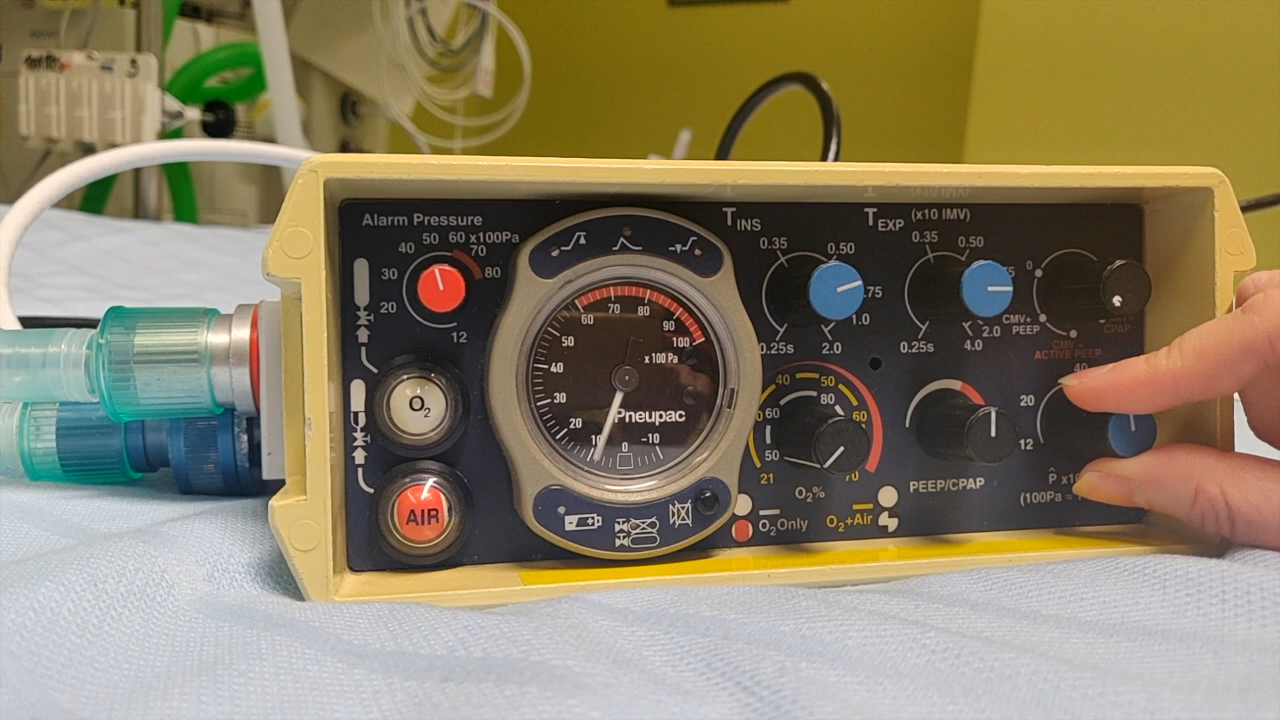 Alarm Pressure
50 60 x100Pa
40 70
30 80
20
12
O2
AIR
60 70 80
50 90
40 100
x 100 Pa
30
20 Pneupac
10 0 -10
TINS
0.35 0.50
.75
1.0
0.25s 2.0
TEXP (x10 IMV)
0.35 0.50
2.0
0.25s 4.0
0
CMV+
PEEP
CPAP
CMV +
ACTIVE PEEP
40 50
60 80 60
50
21 70
O2%
O2Only
O2+Air
PEEP/CPAP
40
20
12
P̂ x10
(100Pa =